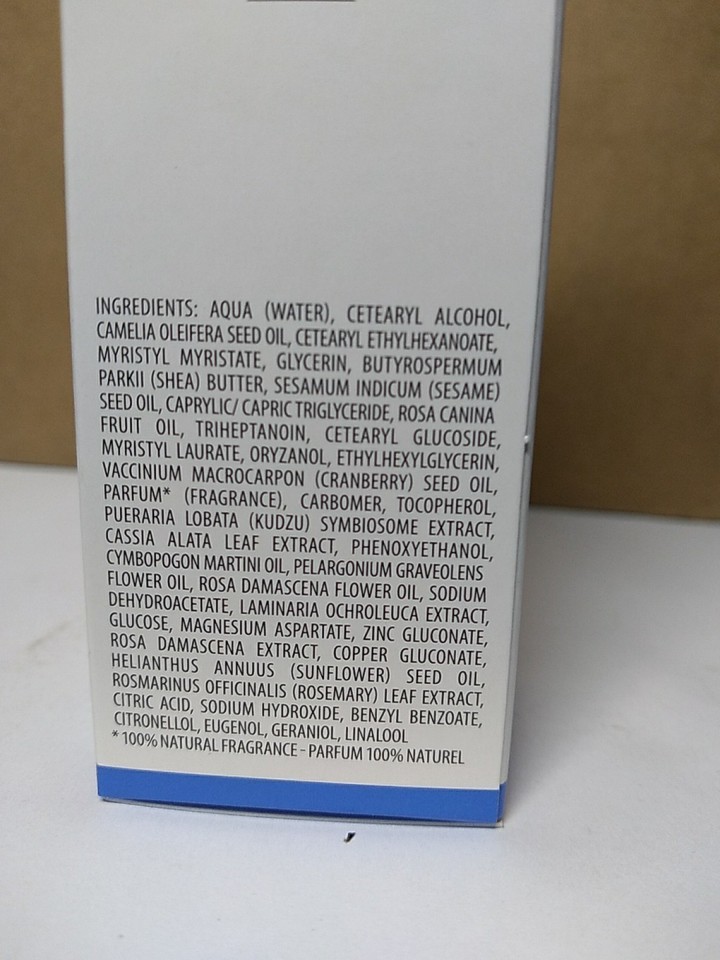 INGREDIENTS: AQUA (WATER), CETEARYL ALCOHOL,
CAMELIA OLEIFERA SEED OIL, CETEARYL ETHYLHEXANOATE,
MYRISTYL MYRISTATE, GLYCERIN, BUTYROSPERMUM
PARKII (SHEA) BUTTER, SESAMUM INDICUM (SESAME)
SEED OIL, CAPRYLIC/ CAPRIC TRIGLYCERIDE, ROSA CANINA
FRUIT OIL, TRIHEPTANOIN, CETEARYL GLUCOSIDE,
MYRISTYL LAURATE, ORYZANOL, ETHYLHEXYLGLYCERIN,
VACCINIUM MACROCARPON (CRANBERRY) SEED OIL,
PARFUM* (FRAGRANCE), CARBOMER, TOCOPHEROL,
PUERARIA LOBATA (KUDZU) SYMBIOSOME EXTRACT,
CASSIA ALATA LEAF EXTRACT, PHENOXYETHANOL,
CYMBOPOGON MARTINI OIL, PELARGONIUM GRAVEOLENS
FLOWER OIL, ROSA DAMASCENA FLOWER OIL, SODIUM
DEHYDROACETATE, LAMINARIA OCHROLEUCA EXTRACT,
GLUCOSE, MAGNESIUM ASPARTATE, ZINC GLUCONATE,
ROSA DAMASCENA EXTRACT, COPPER GLUCONATE,
HELIANTHUS ANNUUS (SUNFLOWER) SEED OIL,
ROSMARINUS OFFICINALIS (ROSEMARY) LEAF EXTRACT,
CITRIC ACID, SODIUM HYDROXIDE, BENZYL BENZOATE,
CITRONELLOL, EUGENOL, GERANIOL, LINALOOL
* 100% NATURAL FRAGRANCE - PARFUM 100% NATUREL